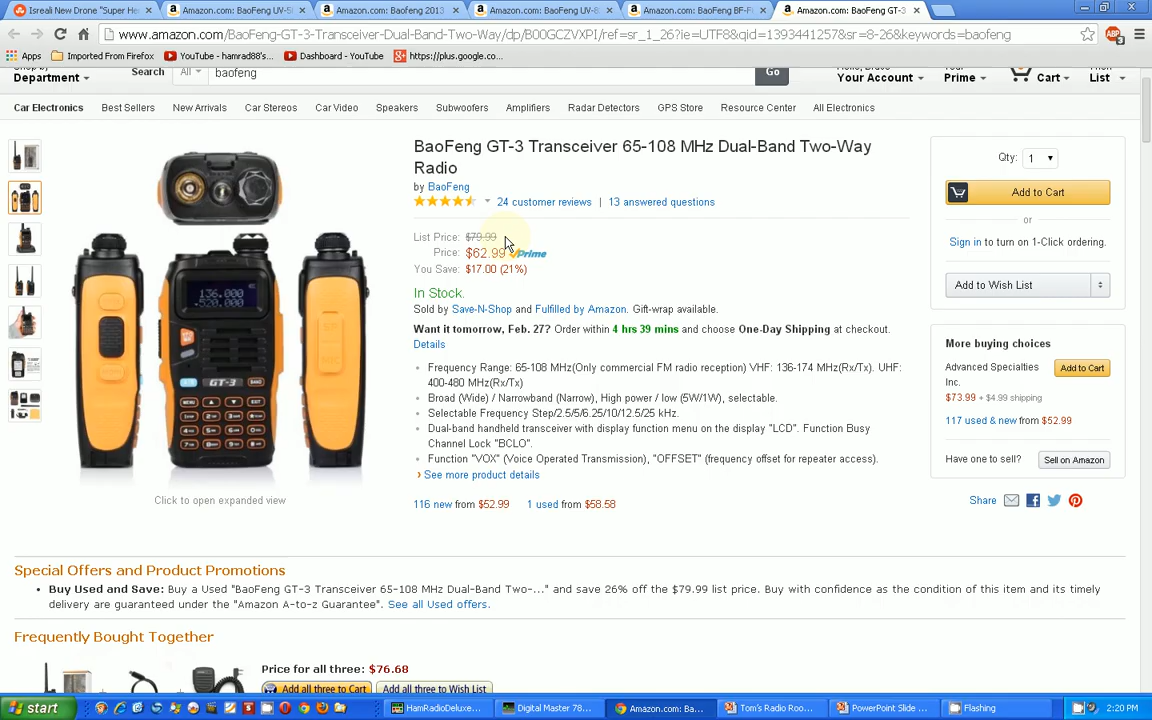 Isreali New Drone "Super He
Amazon.com: BaoFeng UV-5
Amazon.com: Baofeng 2013
Amazon.com: BaoFeng UV-8
Amazon.com: BaoFeng BF-F
Amazon.com: BaoFeng GT-3
www.amazon.com/BaoFeng-GT-3-Transceiver-Dual-Band-Two-Way/dp/B00GCZVXPI/ref=sr_1_26?ie=UTF8&qid=1393441257&sr=8-26&keywords=baofeng
Apps
Imported From Firefox
YouTube - hamrad88's...
Dashboard - YouTube
https://plus.google.co...
Department
Search
All
baofeng
Go
Your Account
Prime
Cart
List
Car Electronics
Best Sellers
New Arrivals
Car Stereos
Car Video
Speakers
Subwoofers
Amplifiers
Radar Detectors
GPS Store
Resource Center
All Electronics
BaoFeng GT-3 Transceiver 65-108 MHz Dual-Band Two-Way
Radio
by BaoFeng
24 customer reviews | 13 answered questions
List Price: $79.99
Price: $62.99 Prime
You Save: $17.00 (21%)
In Stock.
Sold by Save-N-Shop and Fulfilled by Amazon. Gift-wrap available.
Want it tomorrow, Feb. 27? Order within 4 hrs 39 mins and choose One-Day Shipping at checkout.
Details
• Frequency Range: 65-108 MHz(Only commercial FM radio reception) VHF: 136-174 MHz(Rx/Tx). UHF:
400-480 MHz(Rx/Tx)
• Broad (Wide) / Narrowband (Narrow), High power / low (5W/1W), selectable.
• Selectable Frequency Step/2.5/5/6.25/10/12.5/25 kHz.
• Dual-band handheld transceiver with display function menu on the display "LCD". Function Busy
Channel Lock "BCLO".
• Function "VOX" (Voice Operated Transmission), "OFFSET" (frequency offset for repeater access).
› See more product details
116 new from $52.99 1 used from $58.58
136.000
520.000
GT-3
Click to open expanded view
Qty: 1
Add to Cart
or
Sign in to turn on 1-Click ordering.
Add to Wish List
More buying choices
Advanced Specialties
Inc.
$73.99 + $4.99 shipping
Add to Cart
117 used & new from $52.99
Have one to sell? Sell on Amazon
Share
Special Offers and Product Promotions
• Buy Used and Save: Buy a Used "BaoFeng GT-3 Transceiver 65-108 MHz Dual-Band Two-..." and save 26% off the $79.99 list price. Buy with confidence as the condition of this item and its timely
delivery are guaranteed under the "Amazon A-to-z Guarantee". See all Used offers.
Frequently Bought Together
Price for all three: $76.68
Add all three to Cart
Add all three to Wish List
start
HamRadioDeluxe...
Digital Master 78...
Amazon.com: Ba...
Tom's Radio Roo...
PowerPoint Slide ...
Flashing
2:20 PM